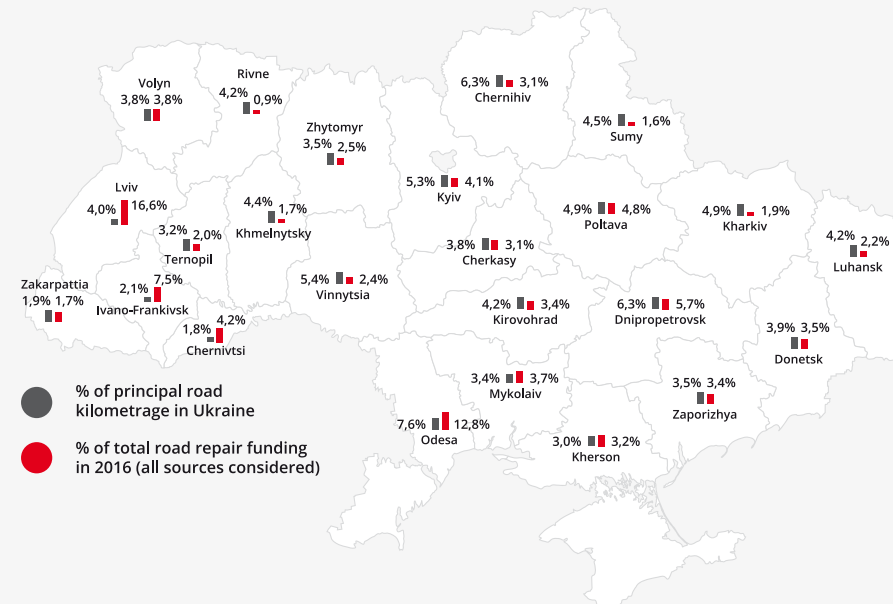 Volyn
3,8% 3,8%
Rivne
4,2% 0,9%
Zhytomyr
3,5% 2,5%
6,3% 3,1%
Chernihiv
4,5% 1,6%
Sumy
Lviv
4,0% 16,6%
4,4% 1,7%
Khmelnytsky
5,3% 4,1%
Kyiv
4,9% 4,8%
Poltava
4,9% 1,9%
Kharkiv
3,2% 2,0%
Ternopil
3,8% 3,1%
Cherkasy
4,2% 2,2%
Luhansk
Zakarpattia
1,9% 1,7%
2,1% 7,5%
Ivano-Frankivsk
5,4% 2,4%
Vinnytsia
4,2% 3,4%
Kirovohrad
6,3% 5,7%
Dnipropetrovsk
1,8% 4,2%
Chernivtsi
3,9% 3,5%
Donetsk
3,4% 3,7%
Mykolaiv
3,5% 3,4%
Zaporizhya
7,6% 12,8%
Odesa
3,0% 3,2%
Kherson
% of principal road
kilometrage in Ukraine
% of total road repair funding
in 2016 (all sources considered)